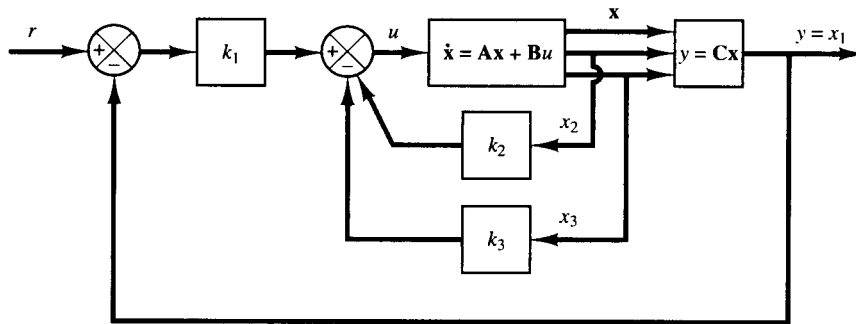 x
r
+
−
k₁
+
−
u
ẋ = Ax + Bu
y = Cx
y = x₁
k₂
x₂
k₃
x₃